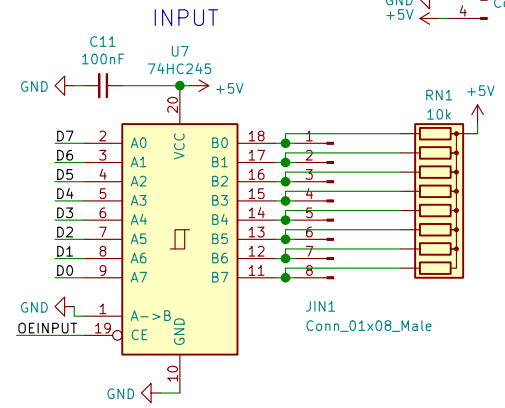 INPUT
GND
+5V
4
Co
C11
100nF
U7
74HC245
GND
+5V
20
VCC
RN1
10k
+5V
D7 2 A0 B0 18 1
D6 3 A1 B1 17 2
D5 4 A2 B2 16 3
D4 5 A3 B3 15 4
D3 6 A4 B4 14 5
D2 7 A5 B5 13 6
D1 8 A6 B6 12 7
D0 9 A7 B7 11 8
GND 1 A->B
OEINPUT 19 CE
GND
10
GND
JIN1
Conn_01x08_Male